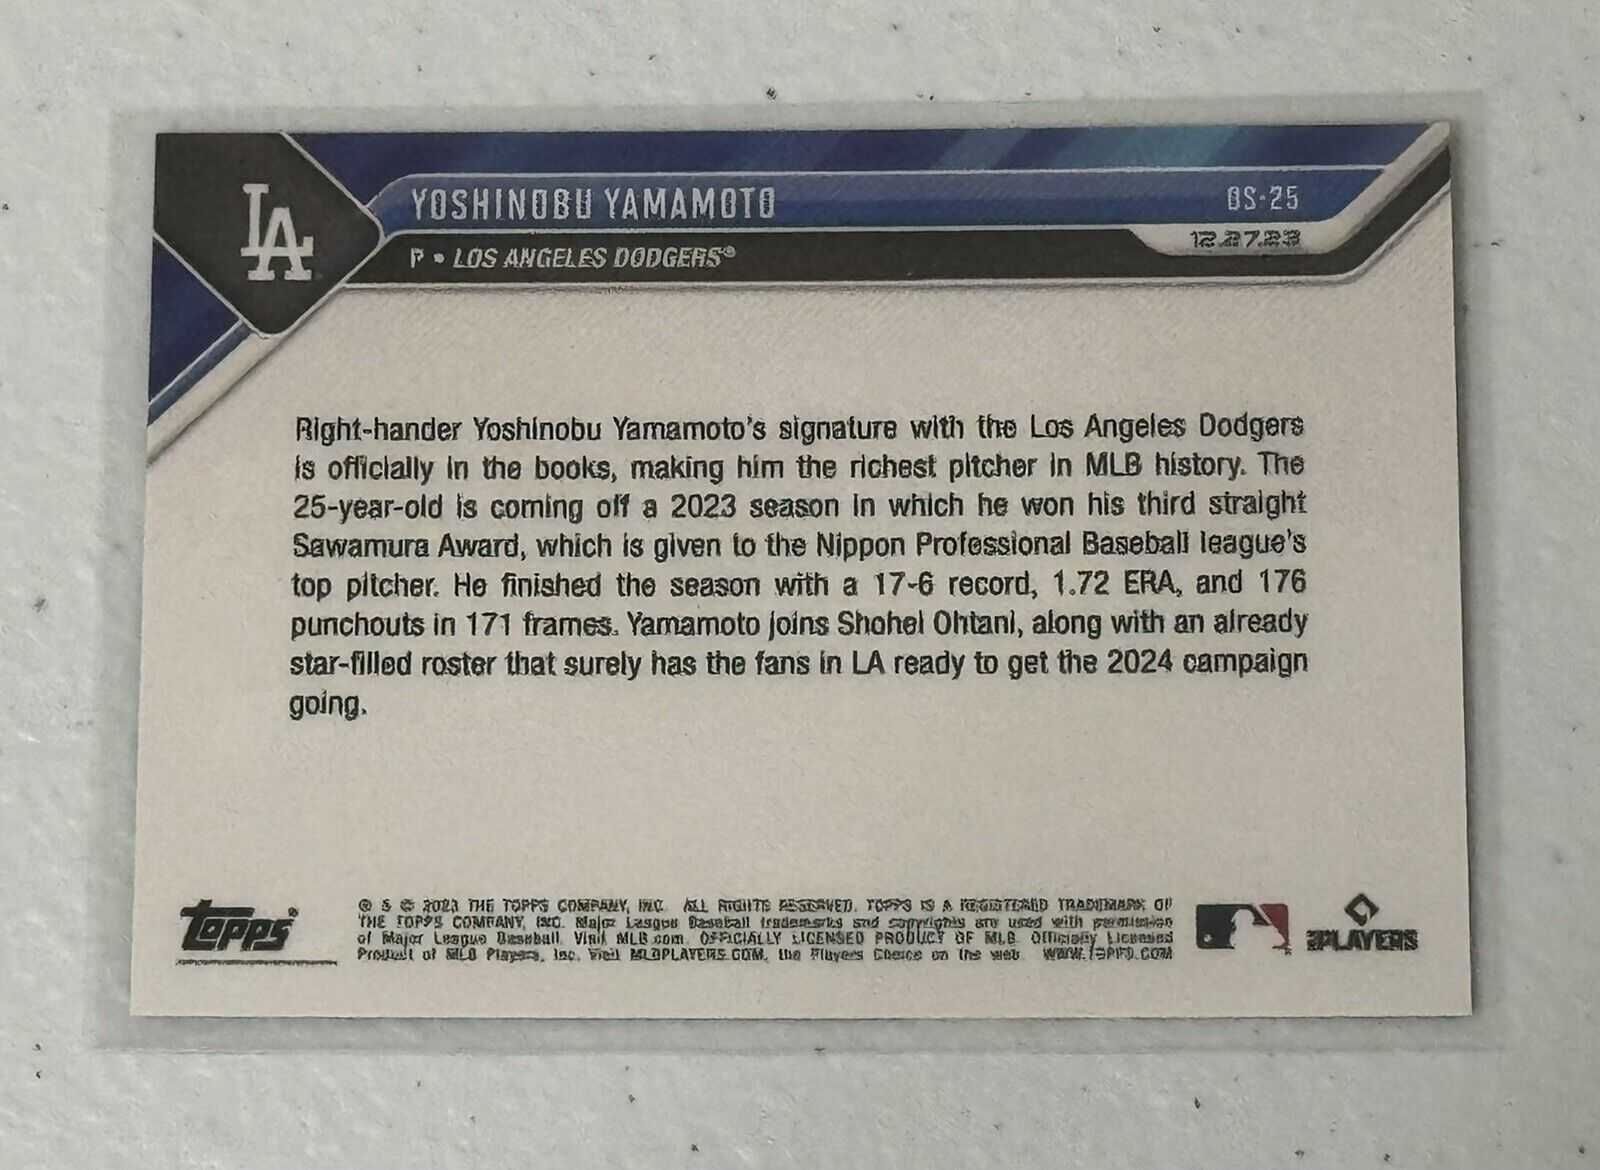 LA
YOSHINOBU YAMAMOTO
OS-25
P • LOS ANGELES DODGERS®
12.27.23
Right-hander Yoshinobu Yamamoto's signature with the Los Angeles Dodgers
is officially in the books, making him the richest pitcher in MLB history. The
25-year-old is coming off a 2023 season in which he won his third straight
Sawamura Award, which is given to the Nippon Professional Baseball league's
top pitcher. He finished the season with a 17-6 record, 1.72 ERA, and 176
punchouts in 171 frames. Yamamoto joins Shohei Ohtani, along with an already
star-filled roster that surely has the fans in LA ready to get the 2024 campaign
going.
Topps®
® & © 2023 THE TOPPS COMPANY, INC. ALL RIGHTS RESERVED. TOPPS IS A REGISTERED TRADEMARK OF
THE TOPPS COMPANY, INC. Major League Baseball trademarks and copyrights are used with permission
of Major League Baseball. Visit MLB.com. OFFICIALLY LICENSED PRODUCT OF MLB Officially Licensed
Product of MLB Players, Inc. Visit MLBPLAYERS.COM, the Players Choice on the web. WWW.TOPPS.COM
PLAYERS